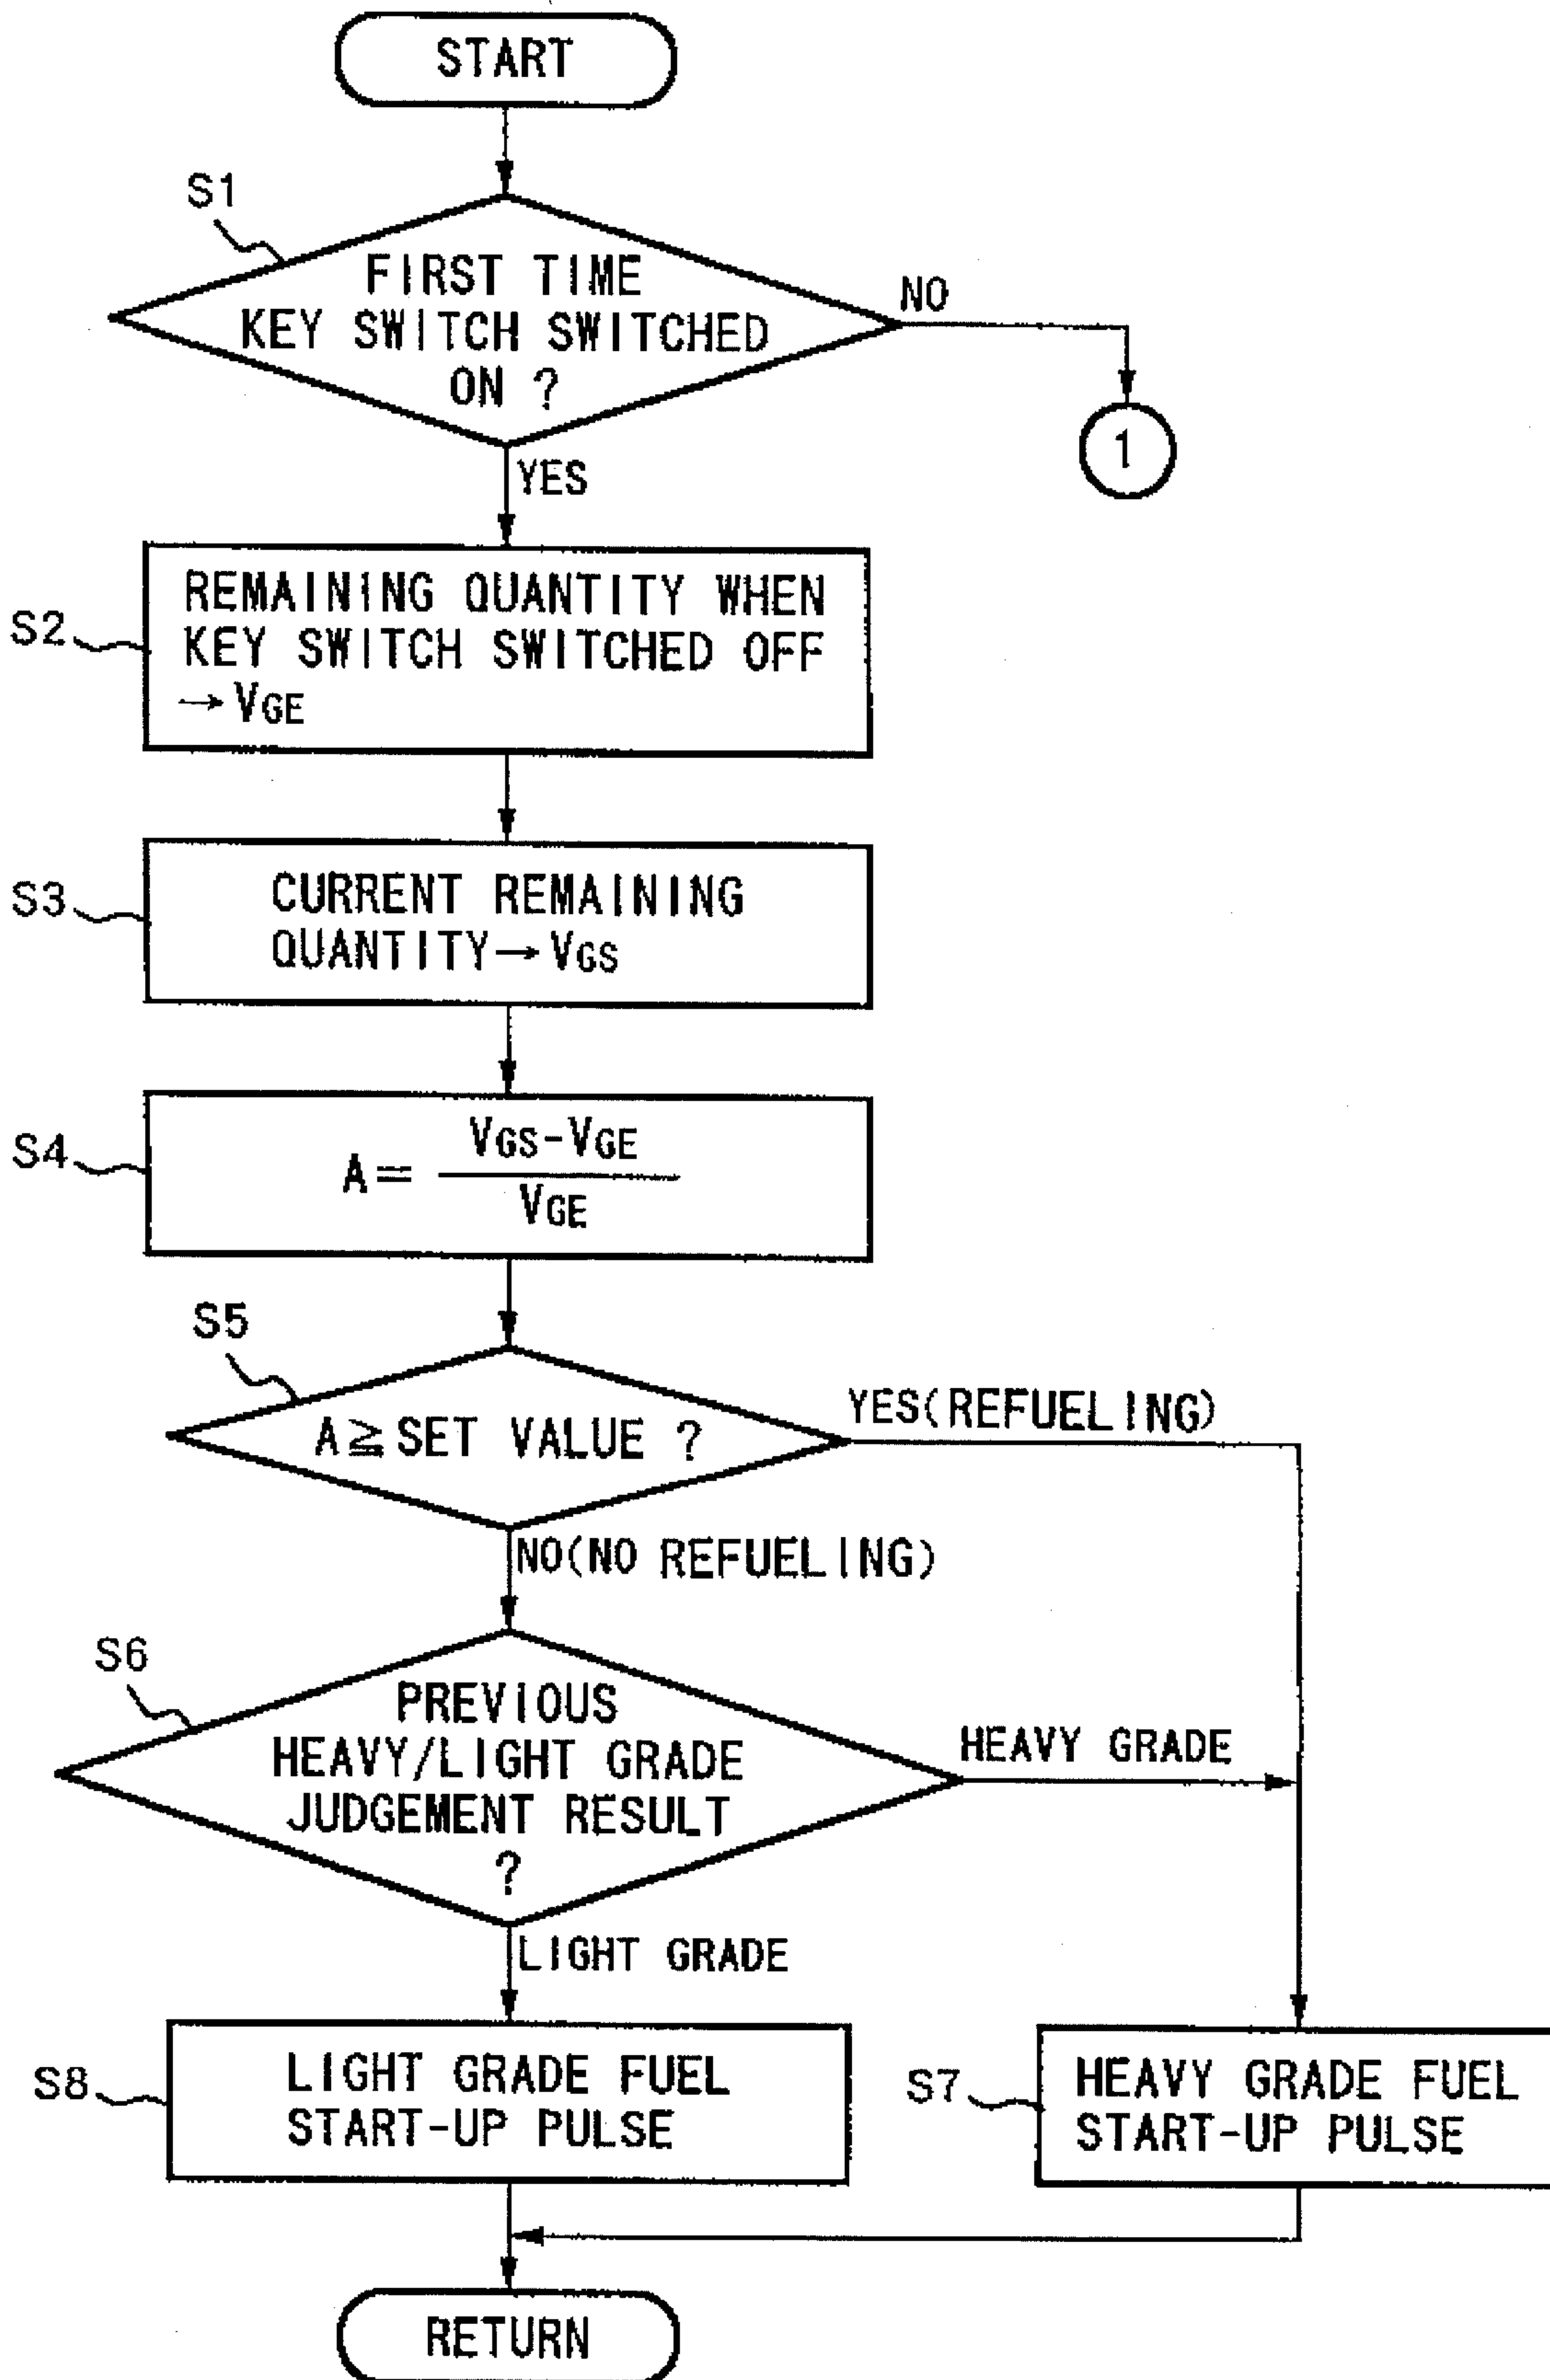 START
S1
FIRST TIME
KEY SWITCH SWITCHED
ON ?
NO
1
YES
S2
REMAINING QUANTITY WHEN
KEY SWITCH SWITCHED OFF
→ VGE
S3
CURRENT REMAINING
QUANTITY → VGS
S4
A = VGS-VGE
VGE
S5
A ≧ SET VALUE ?
YES(REFUELING)
NO(NO REFUELING)
S6
PREVIOUS
HEAVY/LIGHT GRADE
JUDGEMENT RESULT
?
HEAVY GRADE
LIGHT GRADE
S8
LIGHT GRADE FUEL
START-UP PULSE
S7
HEAVY GRADE FUEL
START-UP PULSE
RETURN